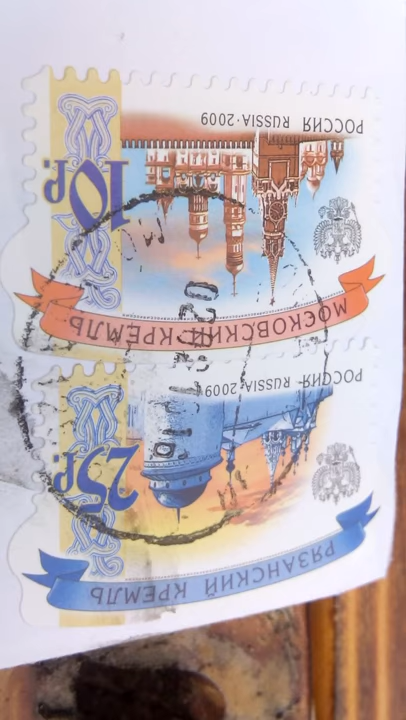 РЯЗАНСКИЙ КРЕМЛЬ
25р.
РОССИЯ RUSSIA·2009
МОСКОВСКИЙ КРЕМЛЬ
10р.
РОССИЯ RUSSIA·2009